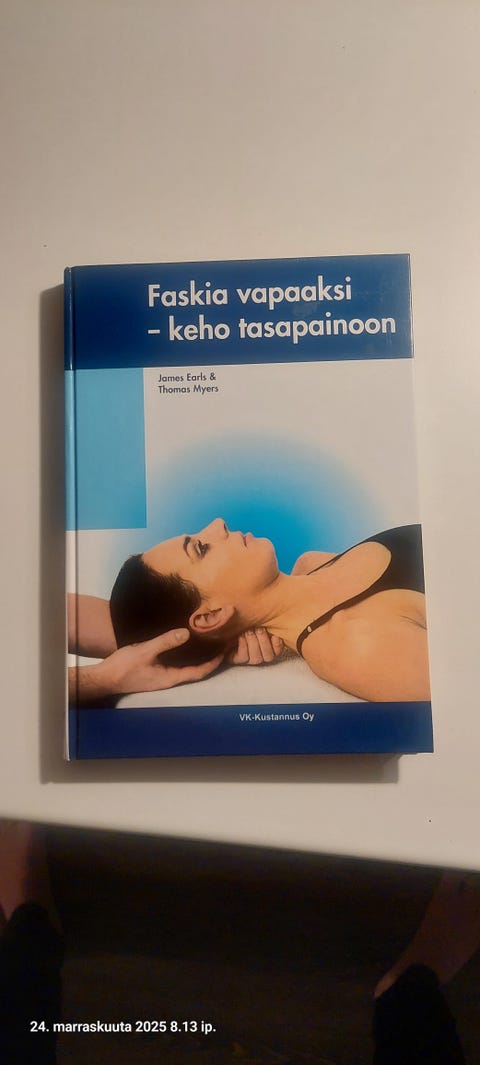 Faskia vapaaksi
– keho tasapainoon
James Earls &
Thomas Myers
VK-Kustannus Oy
24. marraskuuta 2025 8.13 ip.